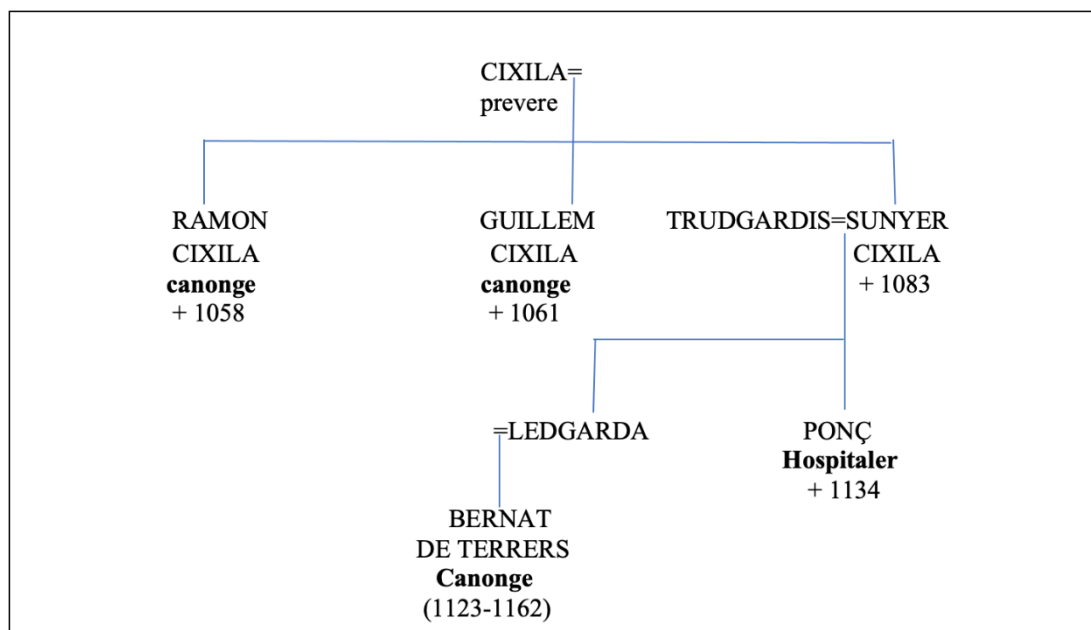 CIXILA=
prevere
RAMON
CIXILA
canonge
+ 1058
GUILLEM
CIXILA
canonge
+ 1061
TRUDGARDIS=SUNYER
CIXILA
+ 1083
=LEDGARDA
PONÇ
Hospitaler
+ 1134
BERNAT
DE TERRERS
Canonge
(1123-1162)